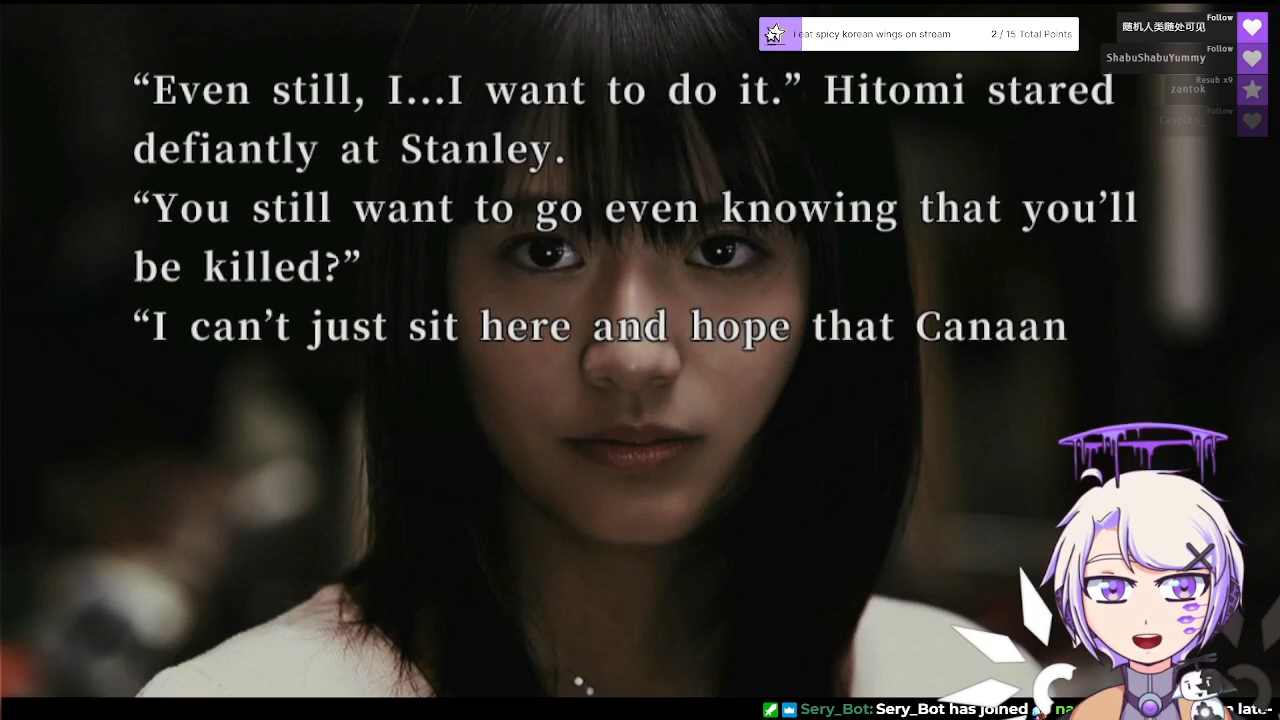 i eat spicy korean wings on stream 2 / 15 Total Points
Follow
随机人类随处可见
Follow
ShabuShabuYummy
Resub x9
zantok
Follow
“Even still, I...I want to do it.” Hitomi stared
defiantly at Stanley.
“You still want to go even knowing that you’ll
be killed?”
“I can’t just sit here and hope that Canaan
Sery_Bot: Sery_Bot has joined